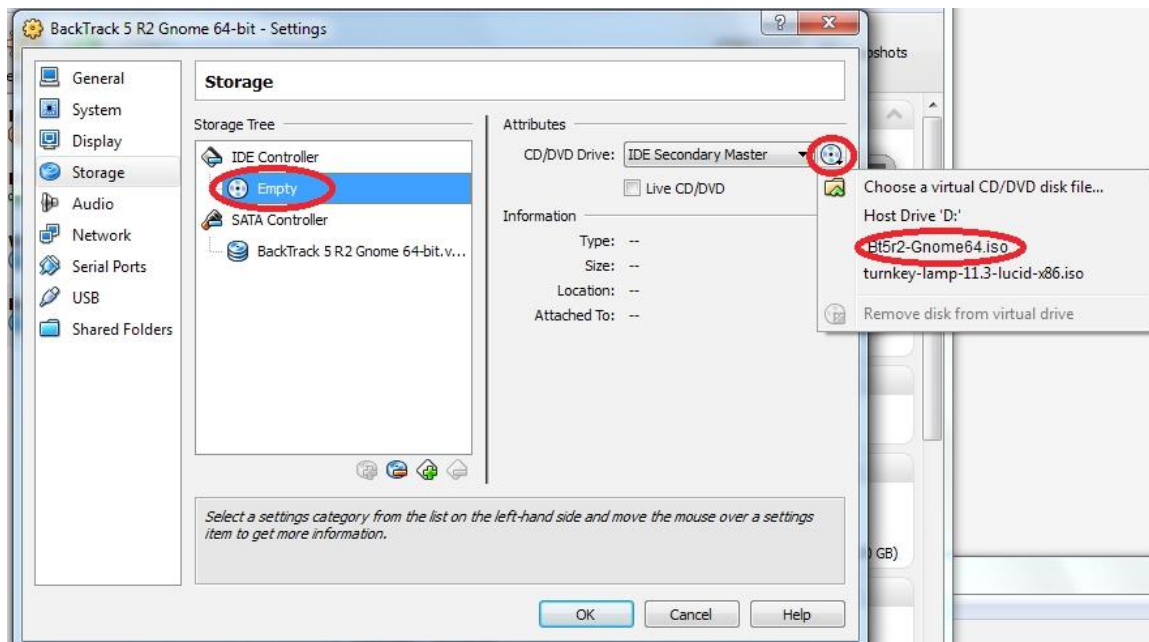 BackTrack 5 R2 Gnome 64-bit - Settings
pshots
General
System
Display
Storage
Audio
Network
Serial Ports
USB
Shared Folders
Storage
Storage Tree
IDE Controller
Empty
SATA Controller
BackTrack 5 R2 Gnome 64-bit.v...
Attributes
CD/DVD Drive: IDE Secondary Master
Live CD/DVD
Information
Type: --
Size: --
Location: --
Attached To: --
Choose a virtual CD/DVD disk file...
Host Drive 'D:'
Bt5r2-Gnome64.iso
turnkey-lamp-11.3-lucid-x86.iso
Remove disk from virtual drive
Select a settings category from the list on the left-hand side and move the mouse over a settings
item to get more information.
GB)
OK Cancel Help